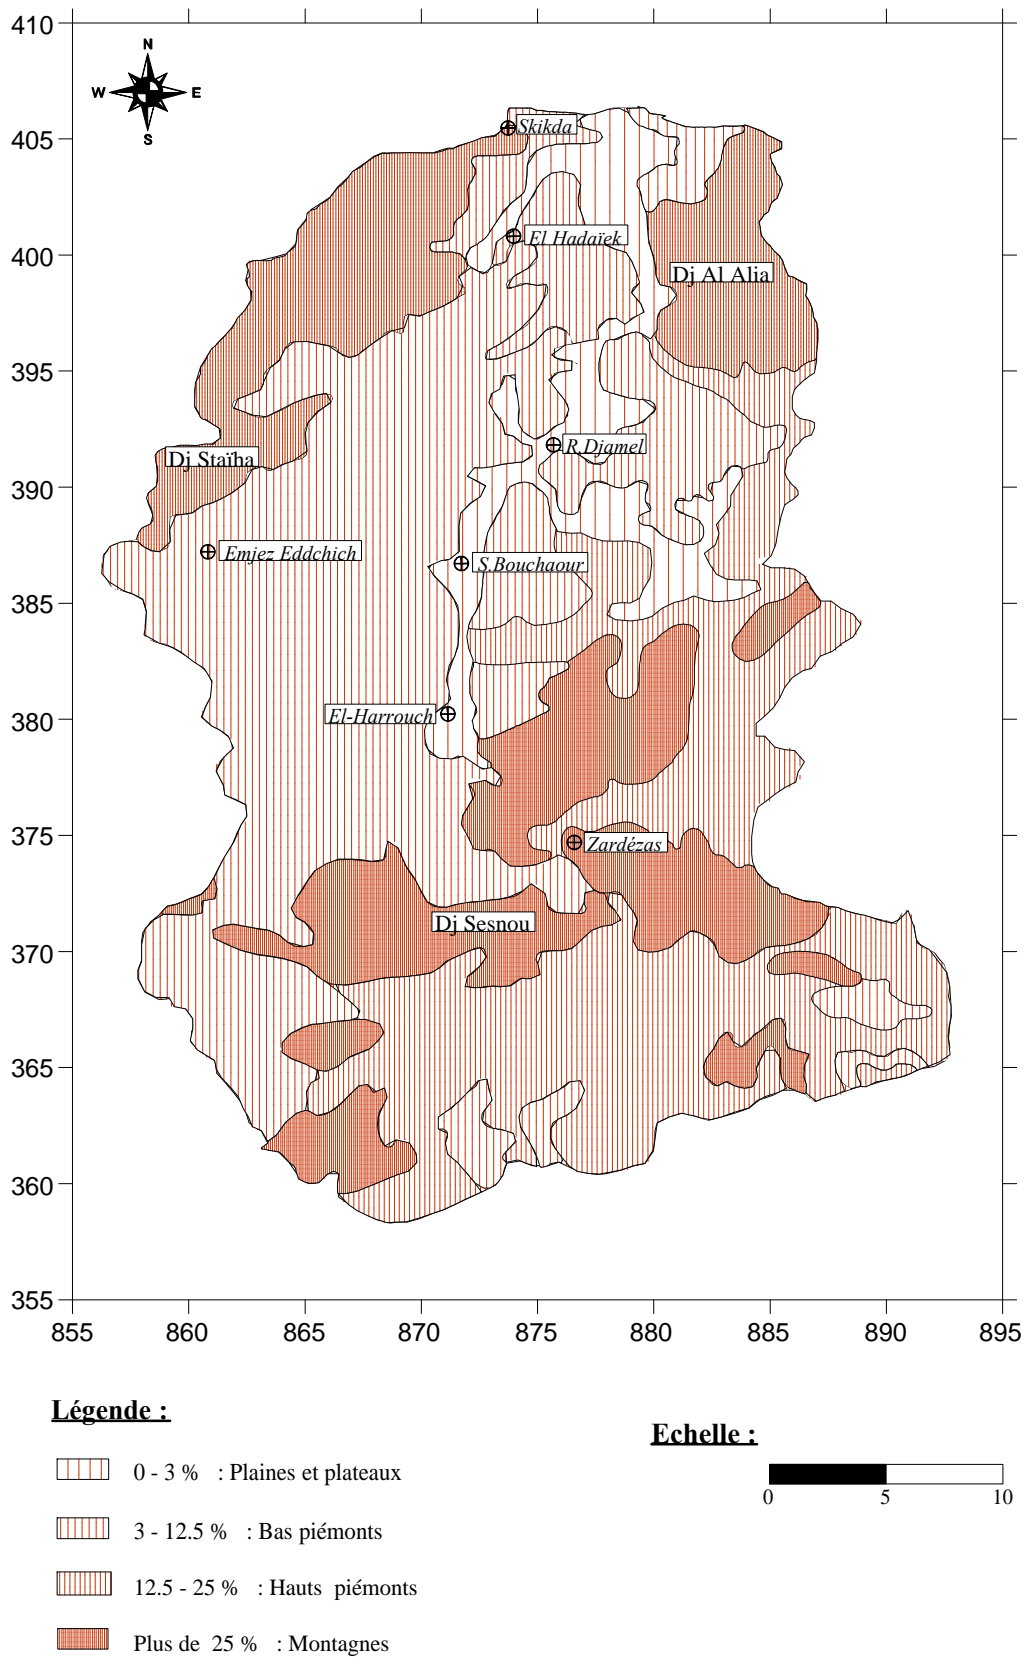 410
N
W E
S
405
Skikda
400
El Hadaïek
Dj Al Alia
395
R.Djamel
Dj Staïha
390
Emjez Eddchich
S.Bouchaour
385
El-Harrouch
380
375
Zardézas
Dj Sesnou
370
365
360
355
855 860 865 870 875 880 885 890 895
Légende :
Echelle :
0 - 3 % : Plaines et plateaux
0 5 10
3 - 12.5 % : Bas piémonts
12.5 - 25 % : Hauts piémonts
Plus de 25 % : Montagnes